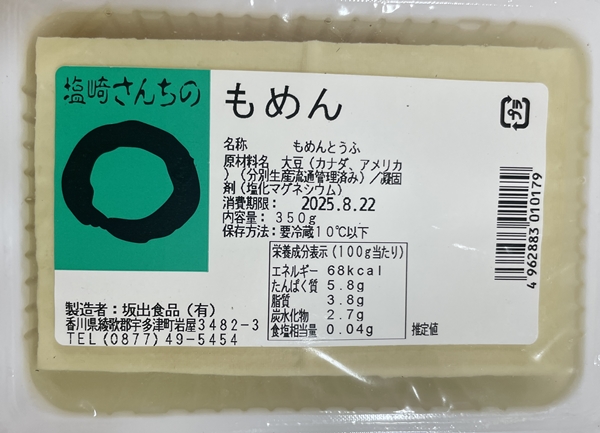 塩崎さんちの
もめん
プラ
名称 もめんとうふ
原材料名 大豆(カナダ、アメリカ
)(分別生産流通管理済み)/凝固
剤(塩化マグネシウム)
消費期限: 2025.8.22
内容量:350g
保存方法:要冷蔵10℃以下
栄養成分表示(100g当たり)
エネルギー 68kcal
たんぱく質 5.8g
脂質 3.8g
炭水化物 2.7g
食塩相当量 0.04g 推定値
製造者:坂出食品(有)
香川県綾歌郡宇多津町岩屋3482-3
TEL(0877)49-5454
4 962883 010179